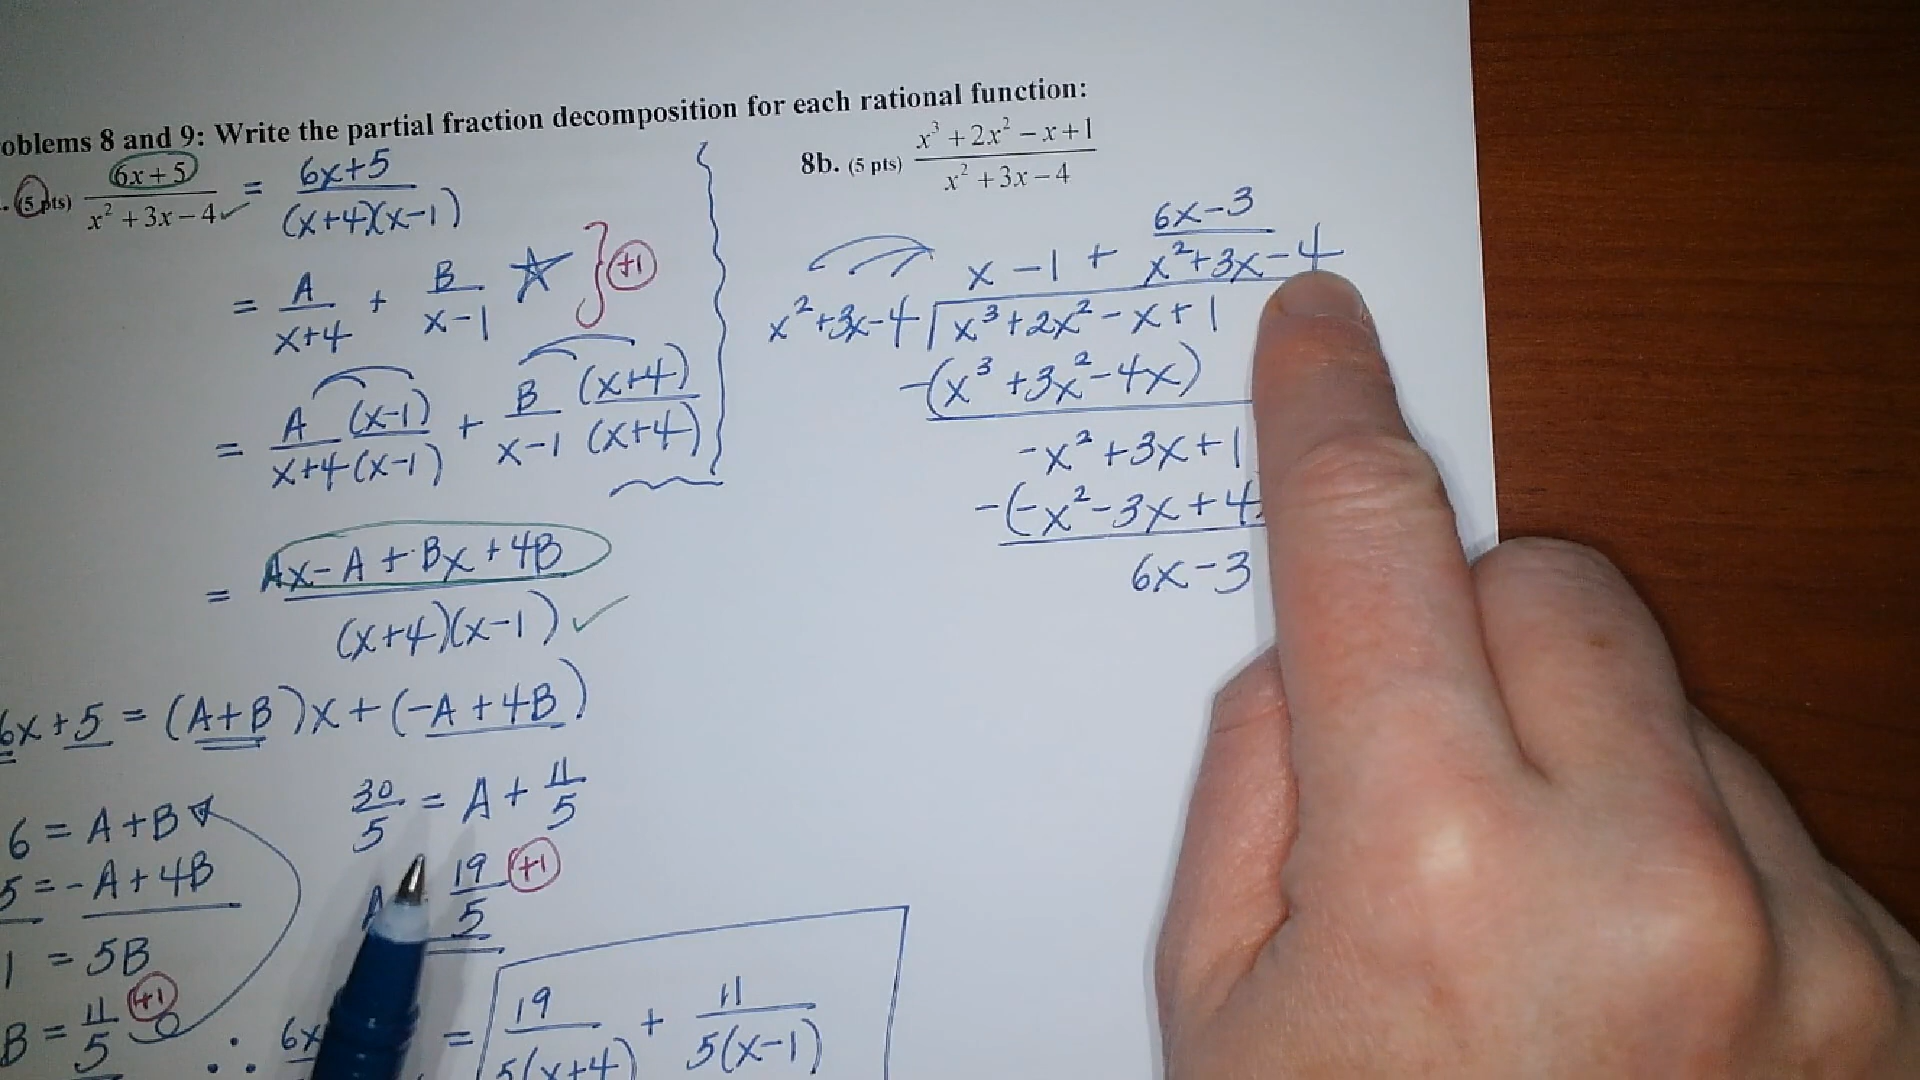 oblems 8 and 9: Write the partial fraction decomposition for each rational function:
. (5 pts) (6x + 5)/(x² + 3x − 4) ✓ = (6x+5)/((x+4)(x−1))
= A/(x+4) + B/(x−1) ☆ } +1
= A(x−1)/(x+4(x−1)) + B(x+4)/(x−1(x+4))
= (Ax−A+Bx+4B)/((x+4)(x−1)) ✓
6x+5 = (A+B)x+(−A+4B)
6 = A+B
5 = −A+4B
1 = 5B
B = 11/5 +1
30/5 = A + 11/5
A 19/5 +1
∴ 6x = 19/(5(x+4)) + 11/(5(x−1))
8b. (5 pts) (x³ + 2x² − x + 1)/(x² + 3x − 4)
x −1 + (6x−3)/(x²+3x−4)
x²+3x−4 | x³+2x²−x+1
−(x³+3x²−4x)
−x²+3x+1
−(−x²−3x+4
6x−3